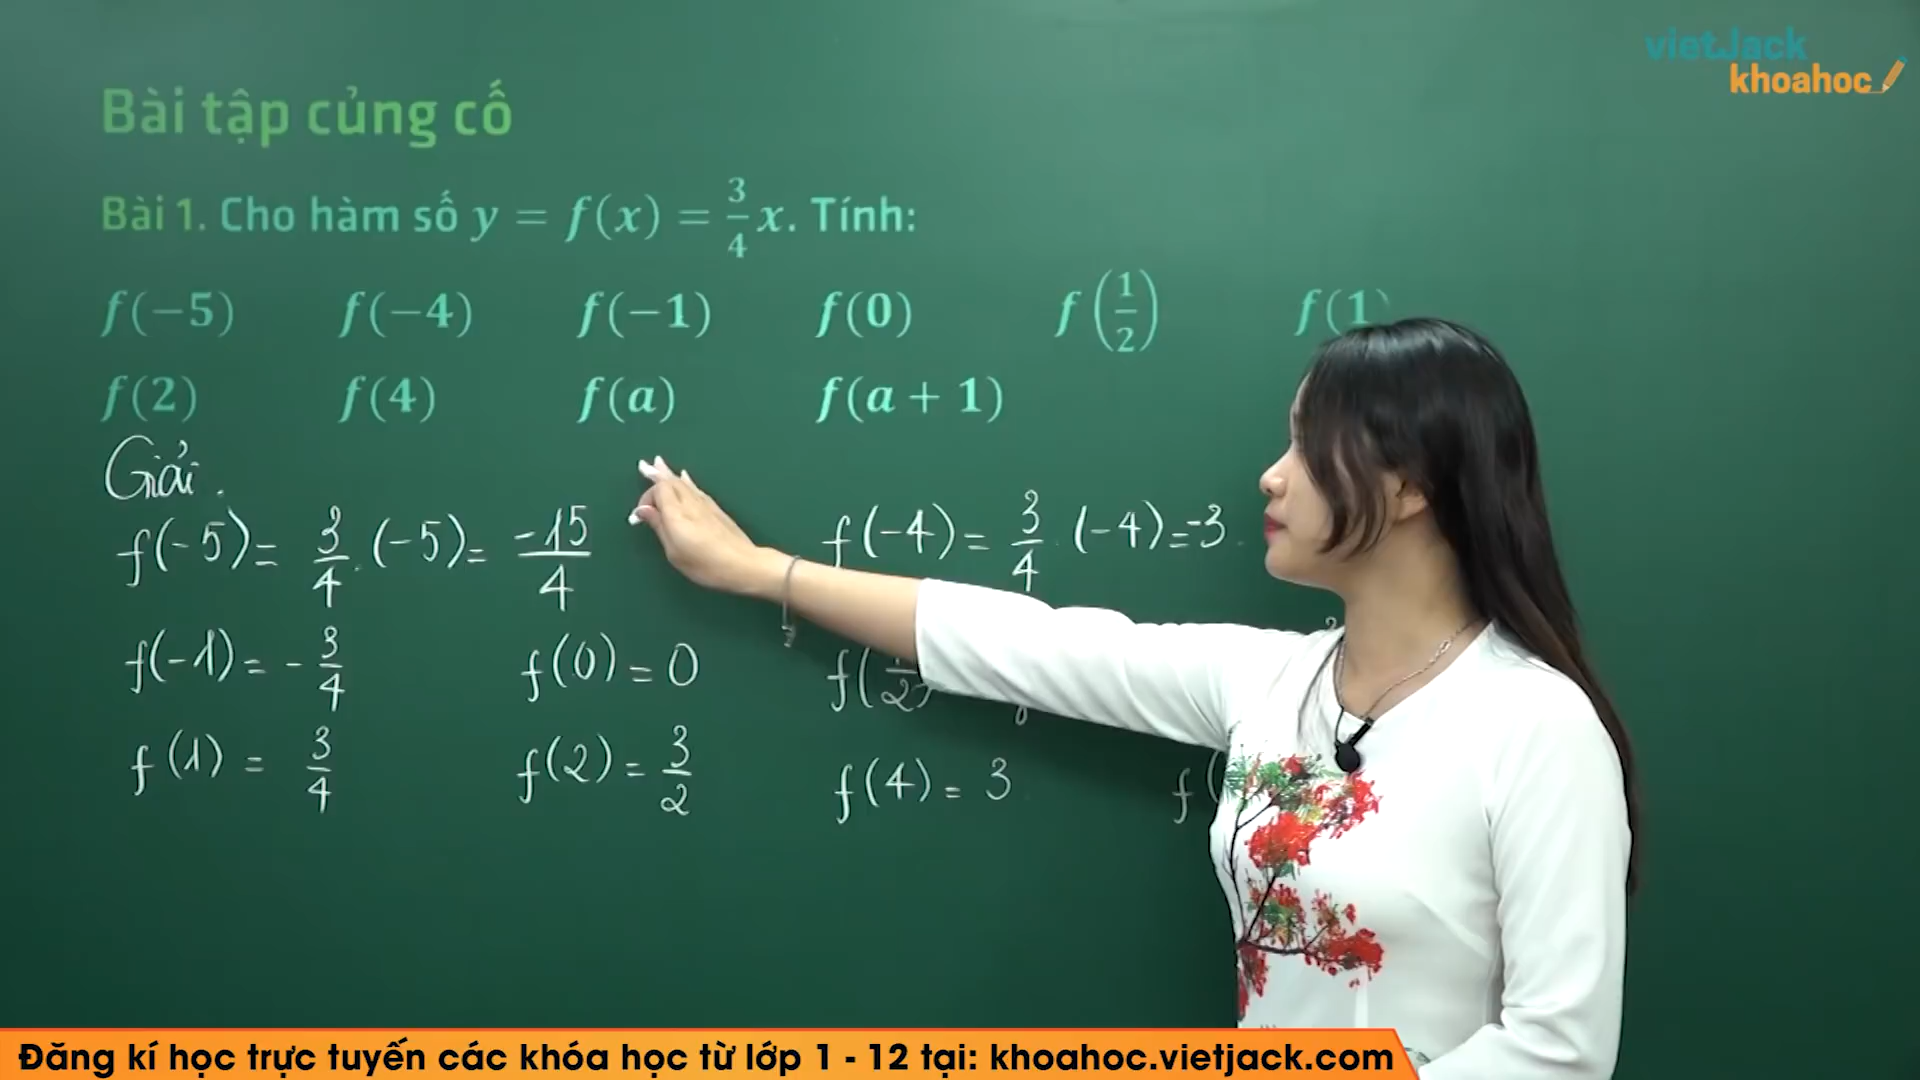 vietJack
khoahoc
Bài tập củng cố
Bài 1. Cho hàm số y = f(x) = 3/4 x. Tính:
f(−5) f(−4) f(−1) f(0) f(1/2) f(1)
f(2) f(4) f(a) f(a + 1)
Giải.
f(-5) = 3/4 . (-5) = -15/4 f(-4) = 3/4 . (-4) = -3
f(-1) = - 3/4 f(0) = 0 f(1/2)
f(1) = 3/4 f(2) = 3/2 f(4) = 3 f(
Đăng kí học trực tuyến các khóa học từ lớp 1 - 12 tại: khoahoc.vietjack.com